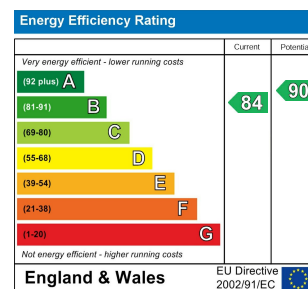 Energy Efficiency Rating
Current Potentia
Very energy efficient - lower running costs
(92 plus) A
90
(81-91) B
84
(69-80) C
(55-68) D
(39-54) E
(21-38) F
(1-20) G
Not energy efficient - higher running costs
England & Wales
EU Directive
2002/91/EC